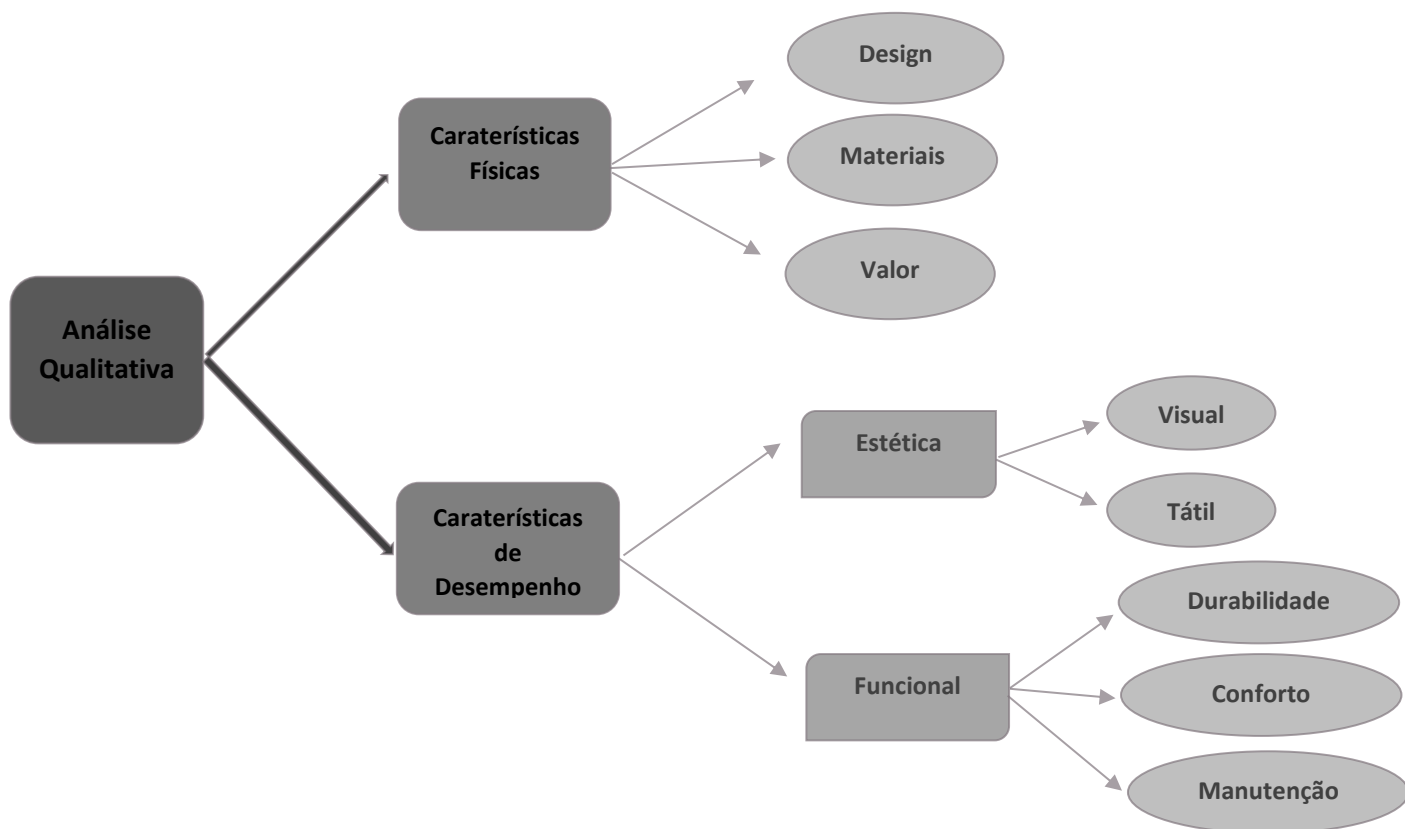 Análise
Qualitativa
Caraterísticas
Físicas
Design
Materiais
Valor
Caraterísticas
de
Desempenho
Estética
Visual
Tátil
Funcional
Durabilidade
Conforto
Manutenção